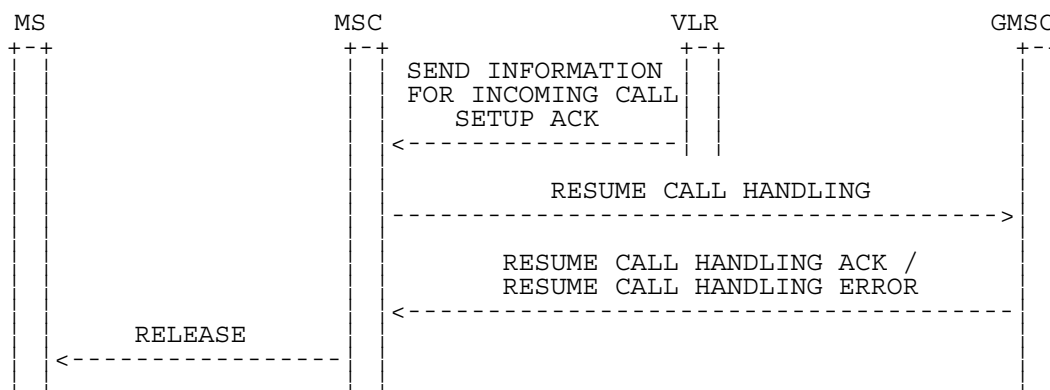 MS MSC VLR GMSC
SEND INFORMATION
FOR INCOMING CALL
SETUP ACK
RESUME CALL HANDLING
RESUME CALL HANDLING ACK /
RESUME CALL HANDLING ERROR
RELEASE